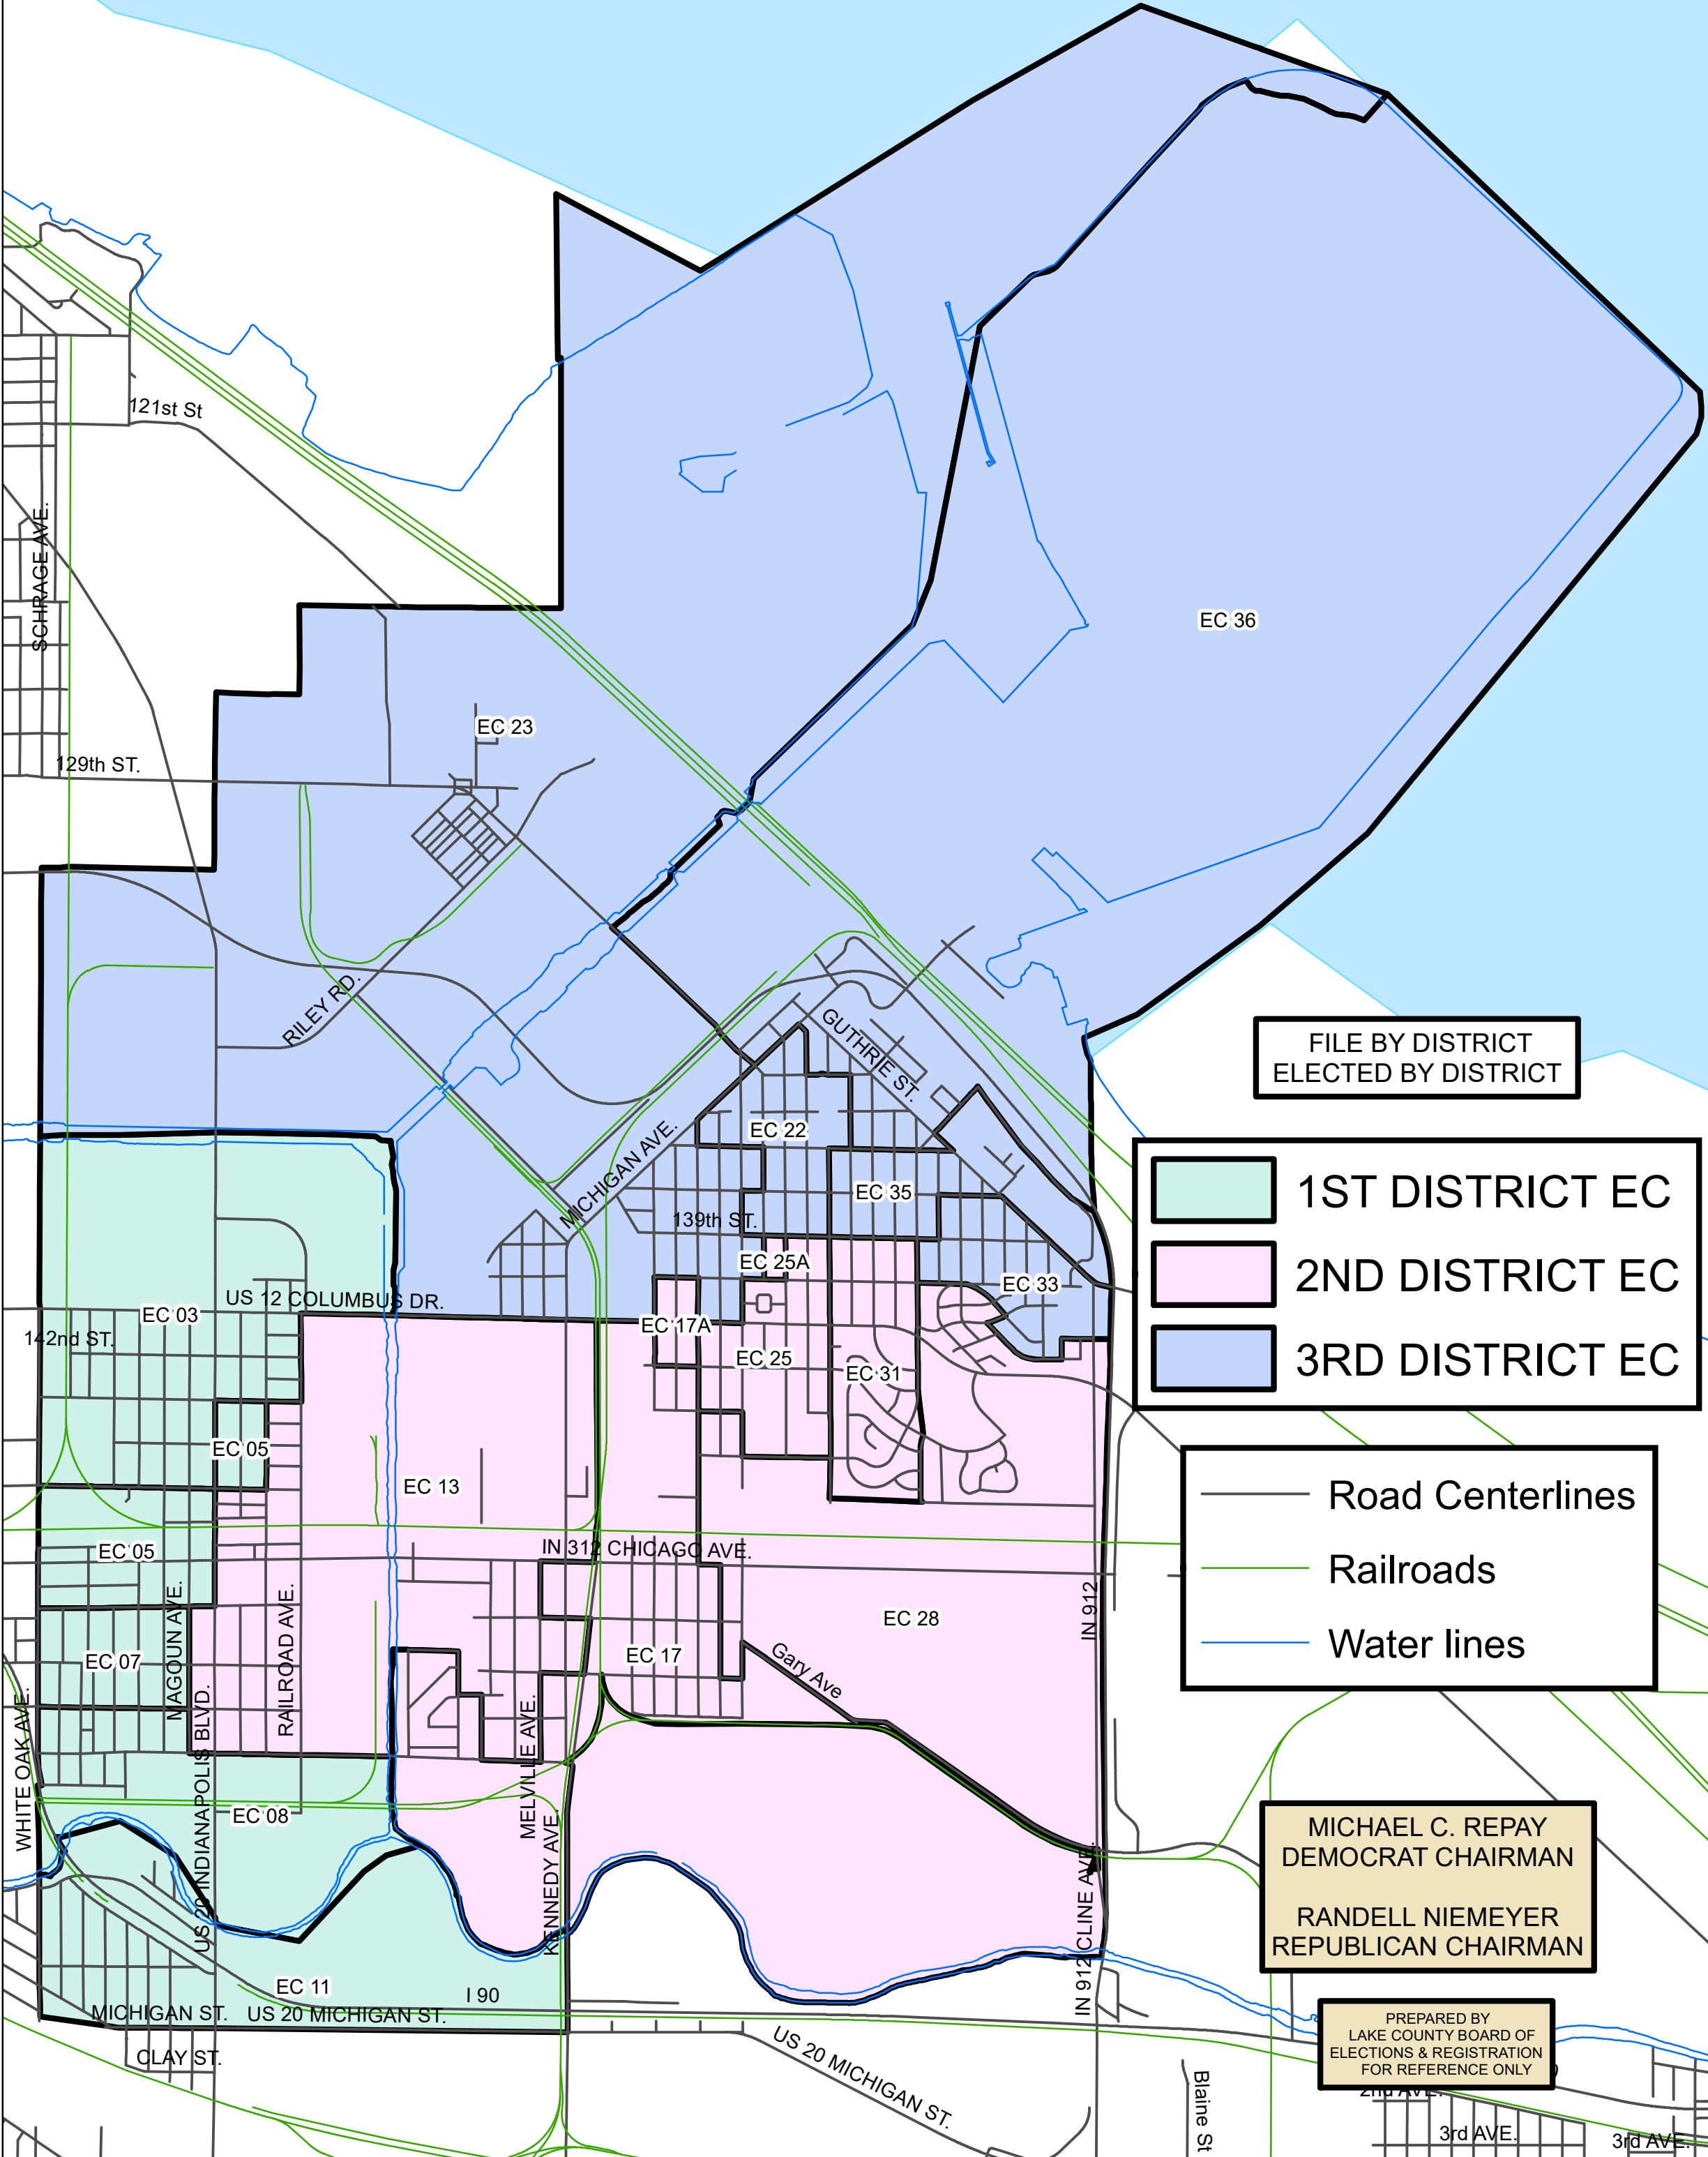 121st St
SCHRAGE AVE.
EC 36
EC 23
129th ST.
RILEY RD.
GUTHRIE ST.
FILE BY DISTRICT
ELECTED BY DISTRICT
MICHIGAN AVE.
EC 22
EC 35
139th ST.
1ST DISTRICT EC
2ND DISTRICT EC
3RD DISTRICT EC
EC 25A
EC 33
US 12 COLUMBUS DR.
EC 03
142nd ST.
EC 17A
EC 25
EC 31
EC 05
EC 13
Road Centerlines
Railroads
Water lines
IN 312 CHICAGO AVE.
EC 05
IN 912
EC 28
EC 07
MAGOUN AVE.
RAILROAD AVE.
EC 17
Gary Ave
WHITE OAK AVE.
US 20 INDIANAPOLIS BLVD.
MELVILLE AVE.
KENNEDY AVE.
EC 08
IN 912 CLINE AVE.
MICHAEL C. REPAY
DEMOCRAT CHAIRMAN
RANDELL NIEMEYER
REPUBLICAN CHAIRMAN
EC 11
I 90
MICHIGAN ST.
US 20 MICHIGAN ST.
CLAY ST.
US 20 MICHIGAN ST.
Blaine St
PREPARED BY
LAKE COUNTY BOARD OF
ELECTIONS & REGISTRATION
FOR REFERENCE ONLY
2nd AVE.
3rd AVE.
3rd AVE.